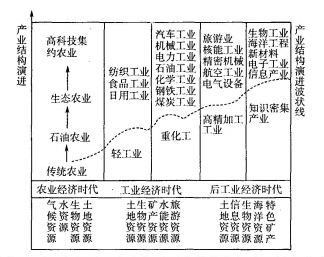 产业结构演进
高科技集
约农业
生态农业
石油农业
传统农业
纺织工业
食品工业
日用工业
轻工业
汽车工业
机械工业
电力工业
石油工业
化学工业
钢铁工业
煤炭工业
重化工
旅游业
核能工业
精密机械
航空工业
电气设备
高精加工
工业
生物工程
海洋工业
新材料
电子工业
信息产业
知识密集
产业
产业结构演进波状线
农业经济时代
工业经济时代
后工业经济时代
气候资源
水资源
生物资源
土地资源
土地资源
生物资源
矿产资源
水能资源
旅游资源
土地资源
信息资源
生物资源
海洋资源
特色矿产